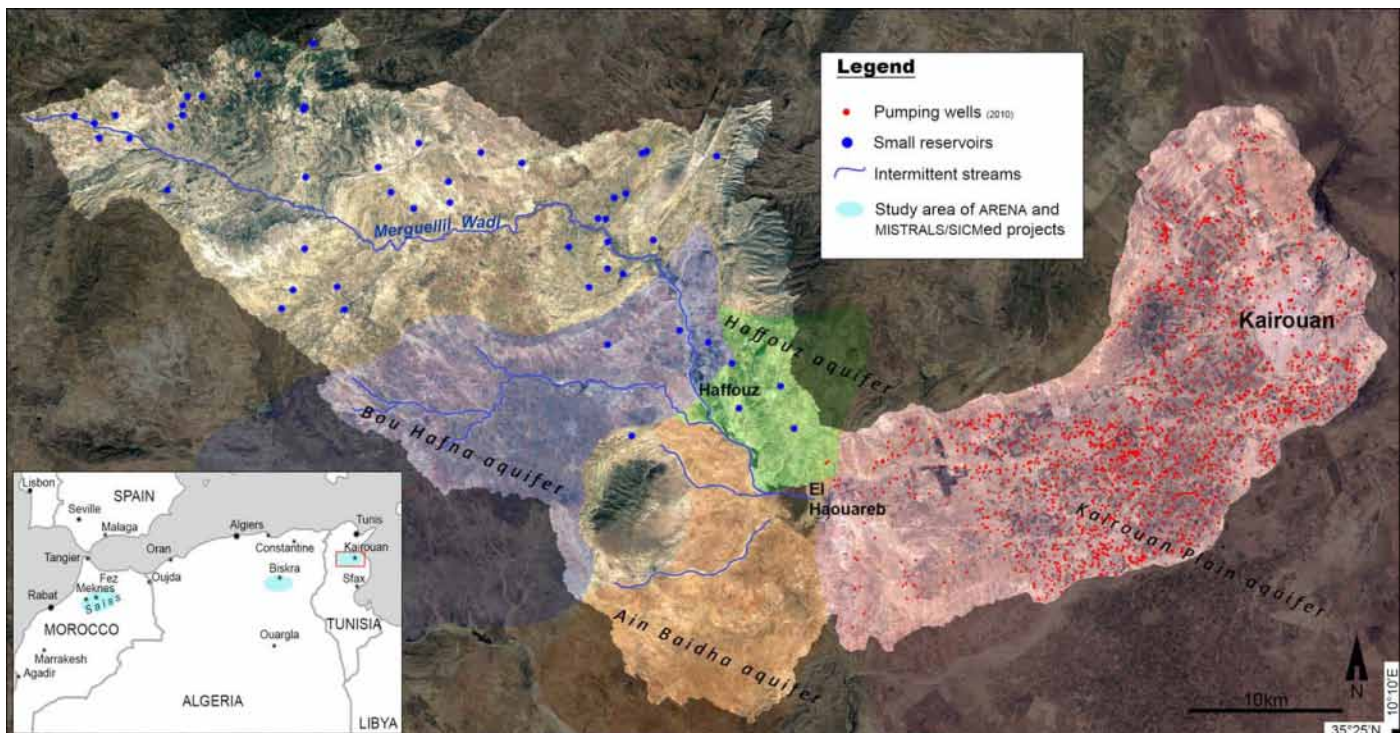 Legend
Pumping wells (2010)
Small reservoirs
Intermittent streams
Study area of ARENA and
MISTRALS/SICMed projects
Merguellil Wadi
Kairouan
Haffouz aquifer
Haffouz
Bou Hafna aquifer
El
Haouareb
Kairouan Plain aquifer
Ain Baidha aquifer
Lisbon
SPAIN
Seville
Malaga
Algiers
Tunis
Constantine
Tangier
Oran
Kairouan
Fez
Oujda
Biskra
Sfax
Meknes
Rabat
Saiss
MOROCCO
Ouargla
TUNISIA
Marrakesh
Agadir
ALGERIA
LIBYA
N
10km
10°10'E
35°25'N